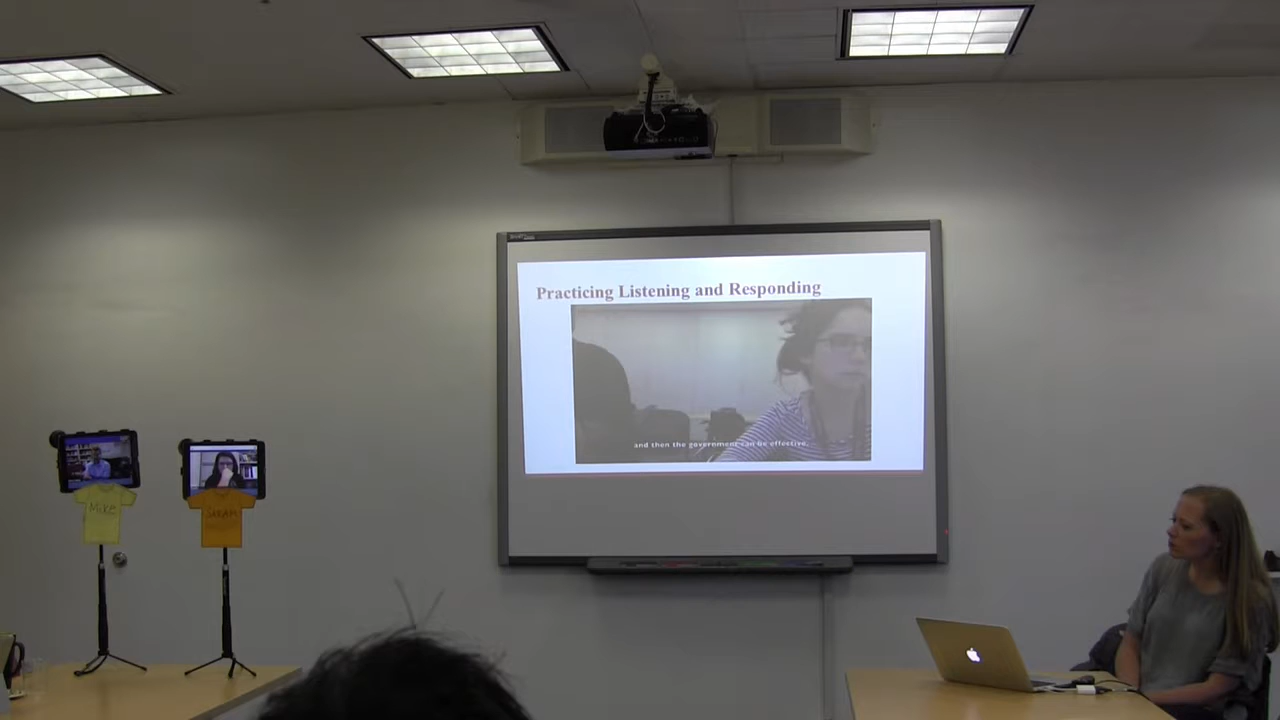 Practicing Listening and Responding
and then the government can be effective.
Mike
SARAH